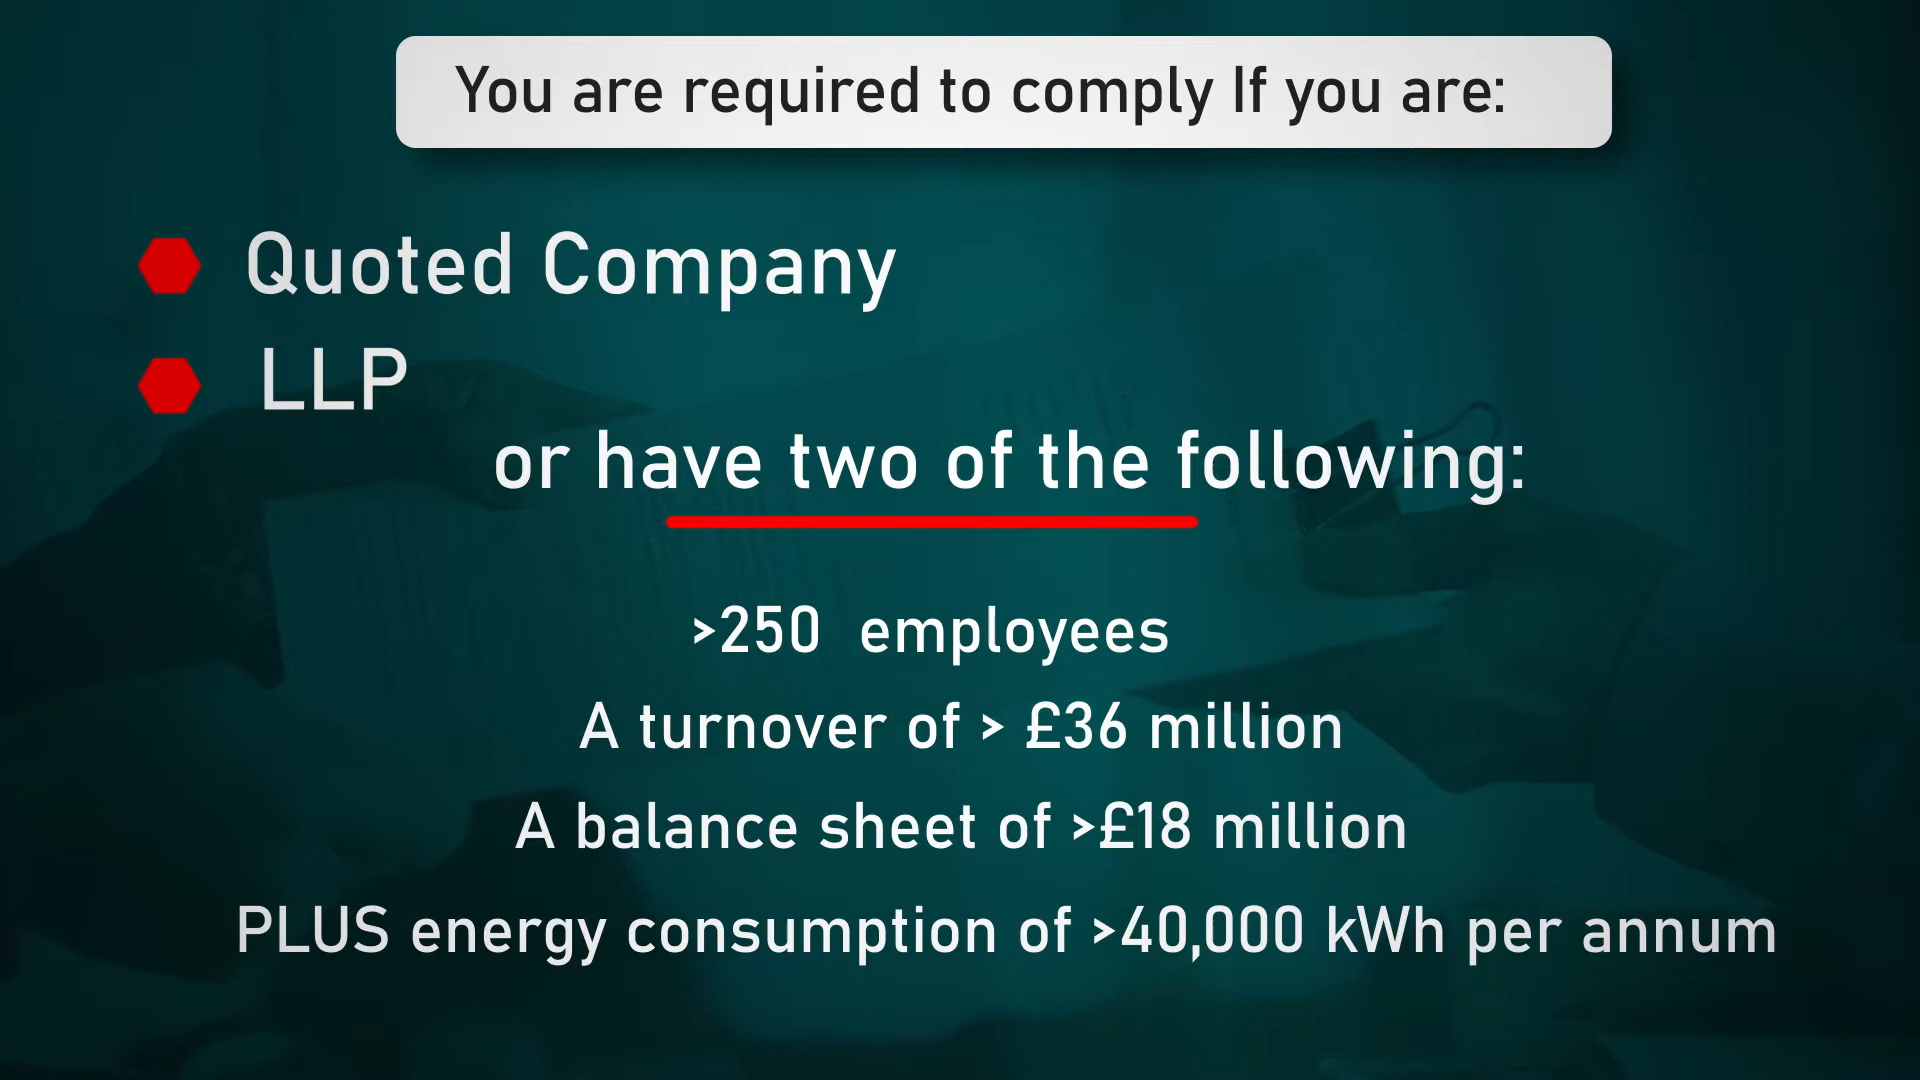 You are required to comply If you are:
Quoted Company
LLP
or have two of the following:
>250 employees
A turnover of > £36 million
A balance sheet of >£18 million
PLUS energy consumption of >40,000 kWh per annum